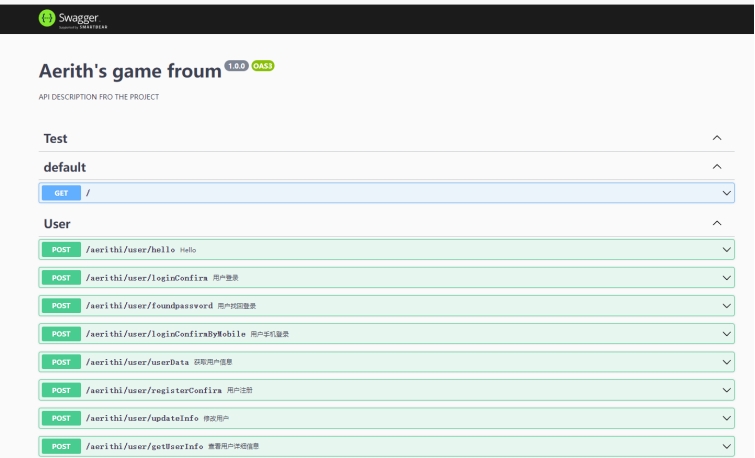 Swagger
Supported by SMARTBEAR
Aerith's game froum 1.0.0 OAS3
API DESCRIPTION FRO THE PROJECT
Test
default
GET /
User
POST /aerithi/user/hello Hello
POST /aerithi/user/loginConfirm 用户登录
POST /aerithi/user/foundpassword 用户找回登录
POST /aerithi/user/loginConfirmByMobile 用户手机登录
POST /aerithi/user/userData 获取用户信息
POST /aerithi/user/registerConfirm 用户注册
POST /aerithi/user/updateInfo 修改用户
POST /aerithi/user/getUserInfo 查看用户详细信息